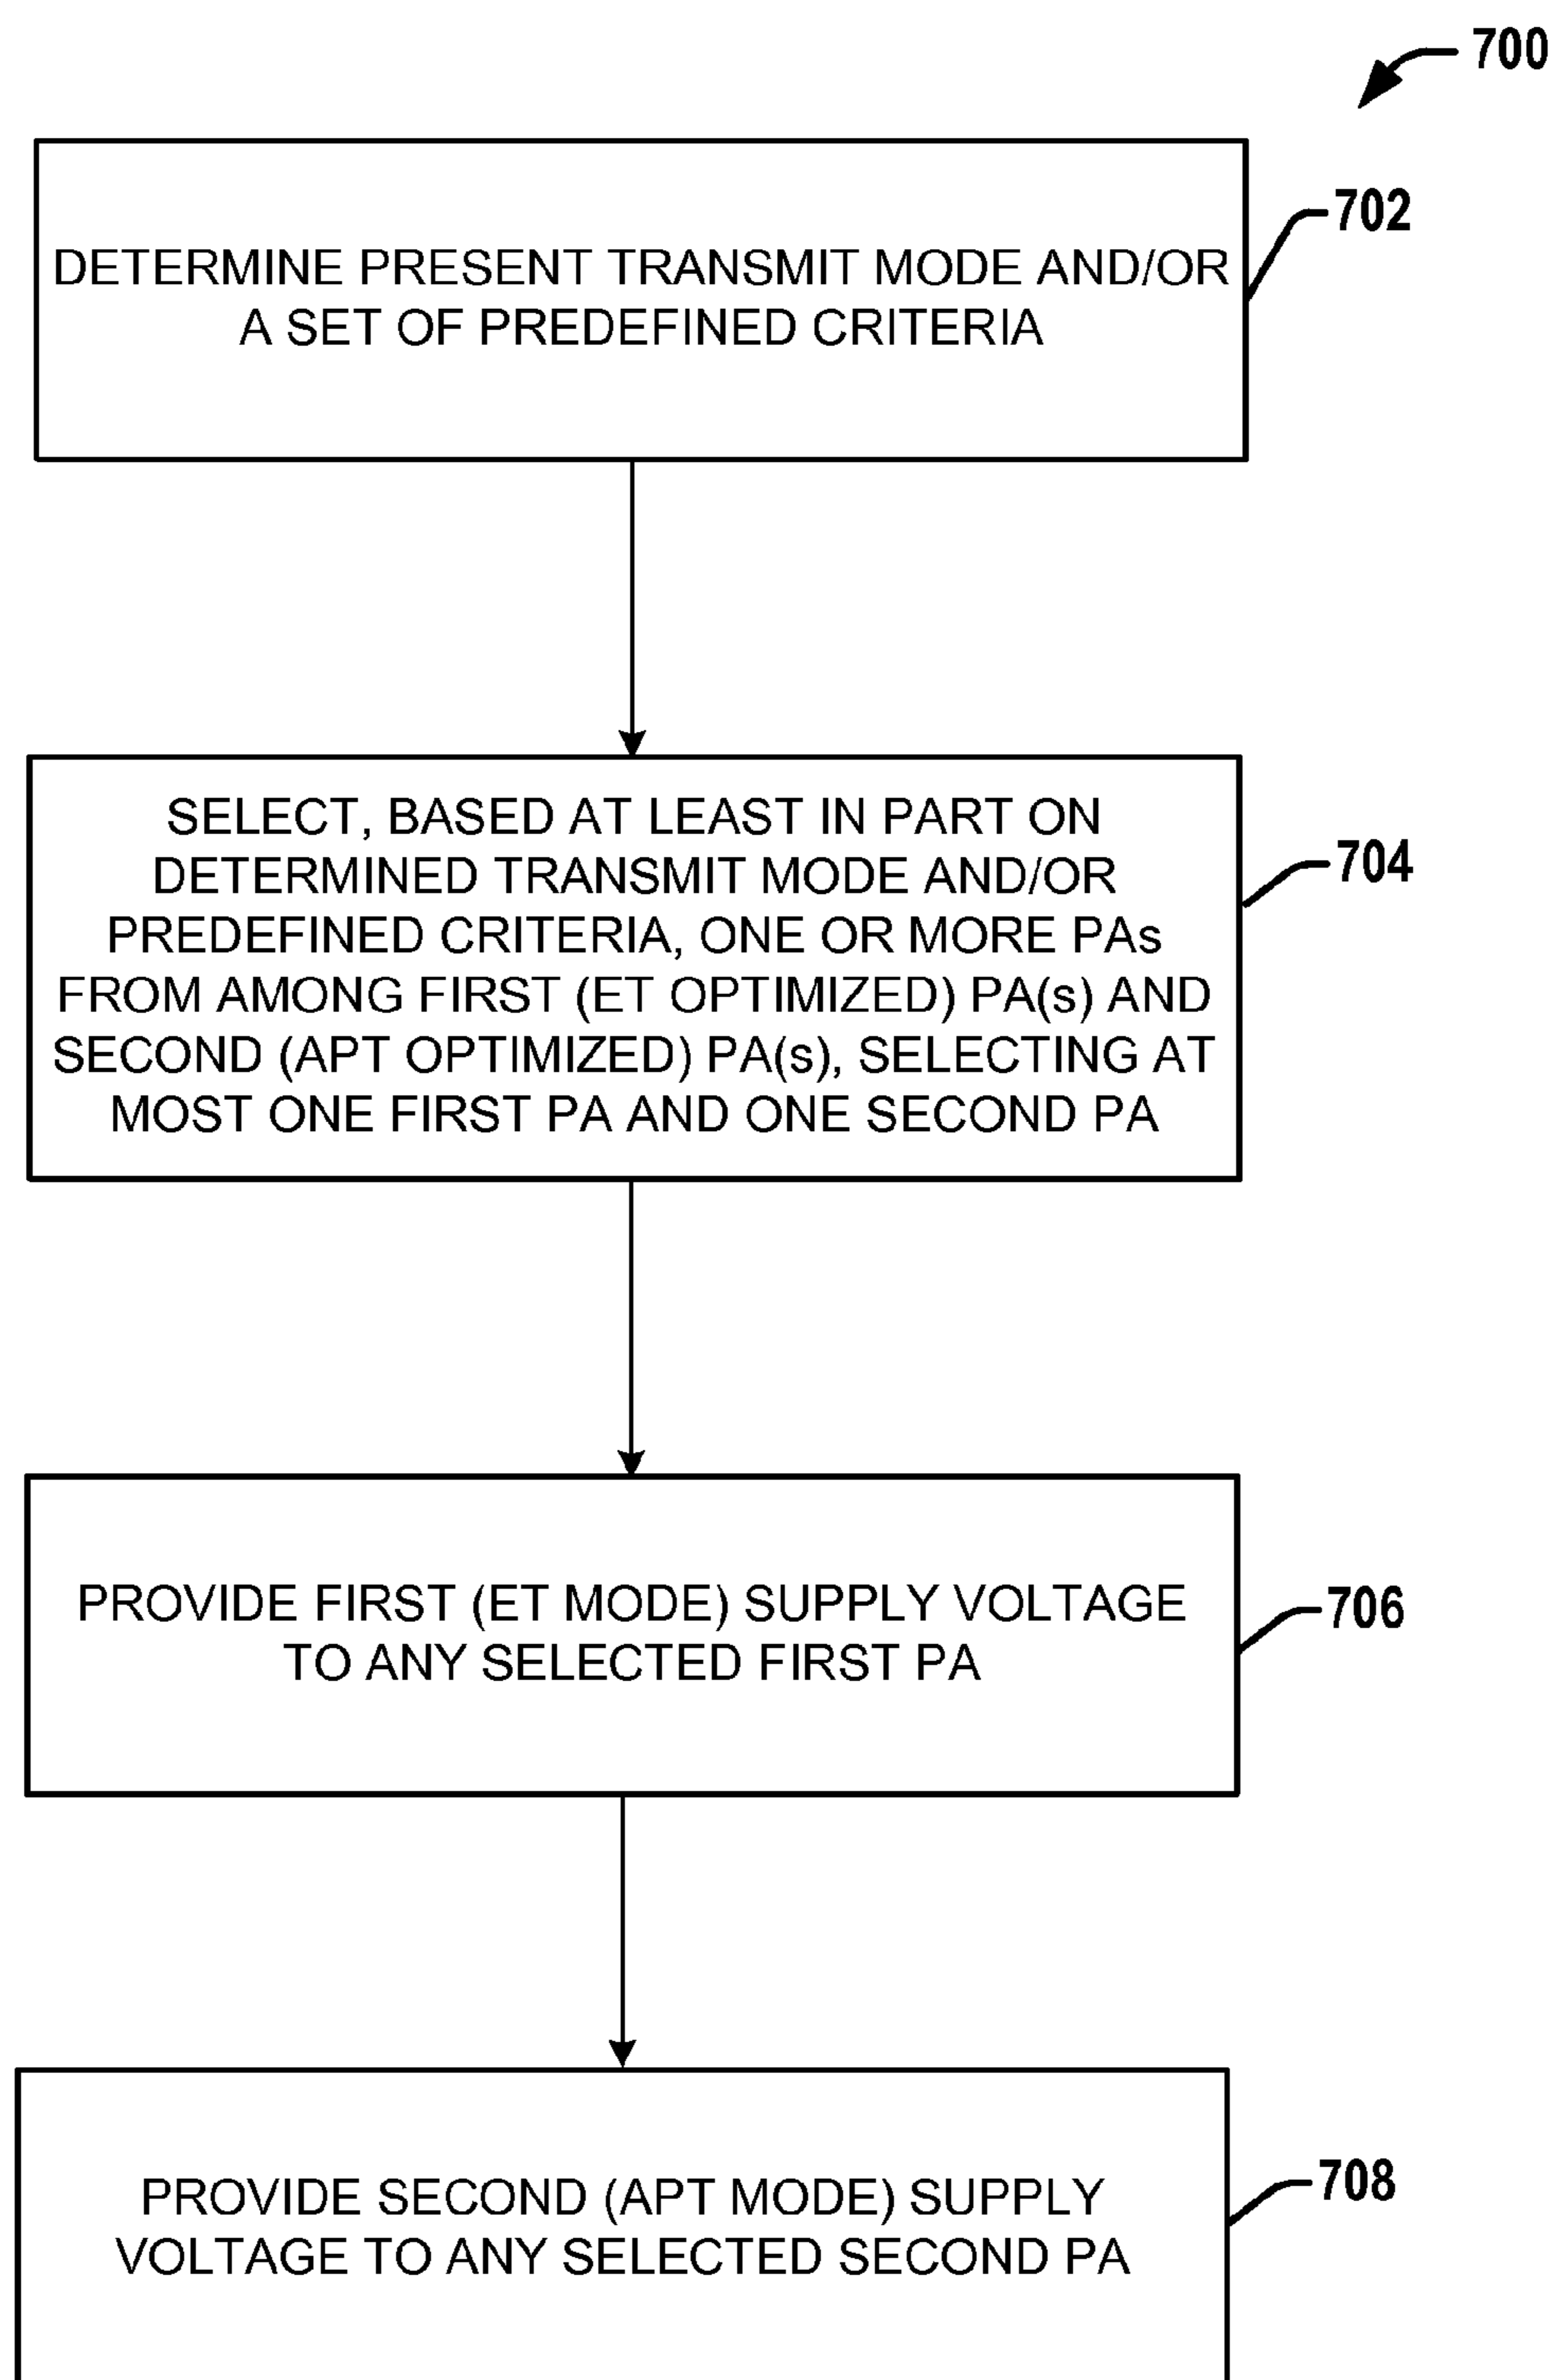 700
702
DETERMINE PRESENT TRANSMIT MODE AND/OR
A SET OF PREDEFINED CRITERIA
704
SELECT, BASED AT LEAST IN PART ON
DETERMINED TRANSMIT MODE AND/OR
PREDEFINED CRITERIA, ONE OR MORE PAs
FROM AMONG FIRST (ET OPTIMIZED) PA(s) AND
SECOND (APT OPTIMIZED) PA(s), SELECTING AT
MOST ONE FIRST PA AND ONE SECOND PA
706
PROVIDE FIRST (ET MODE) SUPPLY VOLTAGE
TO ANY SELECTED FIRST PA
708
PROVIDE SECOND (APT MODE) SUPPLY
VOLTAGE TO ANY SELECTED SECOND PA